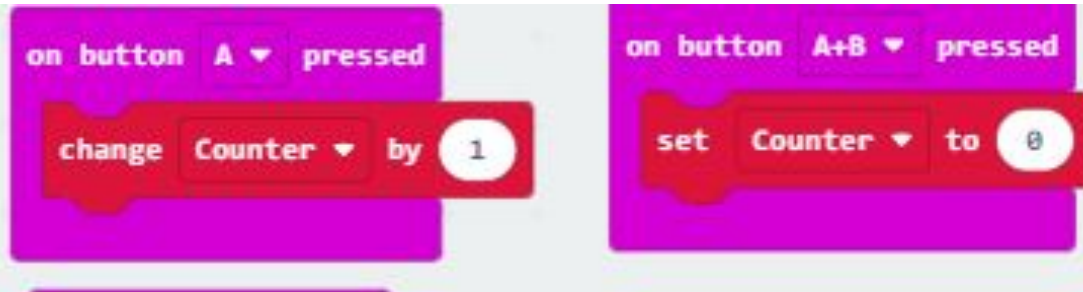 on button A pressed
change Counter by 1
on button A+B pressed
set Counter to 0